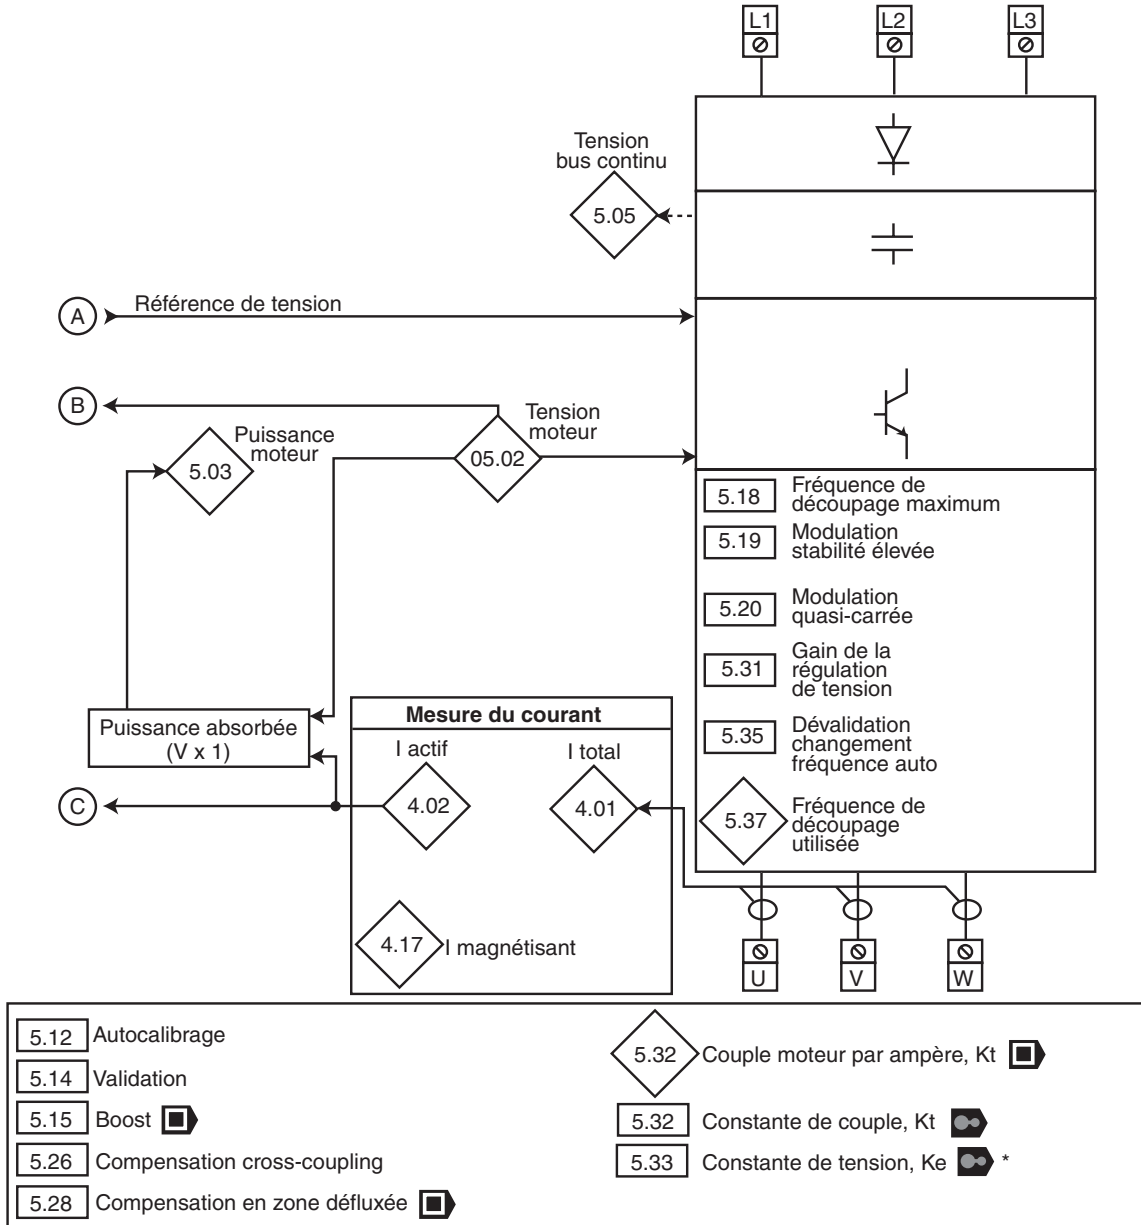 L1
L2
L3
Tension
bus continu
5.05
A
Référence de tension
B
Tension
moteur
05.02
Puissance
moteur
5.03
5.18
Fréquence de
découpage maximum
5.19
Modulation
stabilité élevée
5.20
Modulation
quasi-carrée
5.31
Gain de la
régulation
de tension
5.35
Dévalidation
changement
fréquence auto
5.37
Fréquence de
découpage
utilisée
Puissance absorbée
(V x 1)
Mesure du courant
I actif
4.02
I total
4.01
C
4.17
I magnétisant
U
V
W
5.12 Autocalibrage
5.14 Validation
5.15 Boost
5.26 Compensation cross-coupling
5.28 Compensation en zone défluxée
5.32 Couple moteur par ampère, Kt
5.32 Constante de couple, Kt
5.33 Constante de tension, Ke *